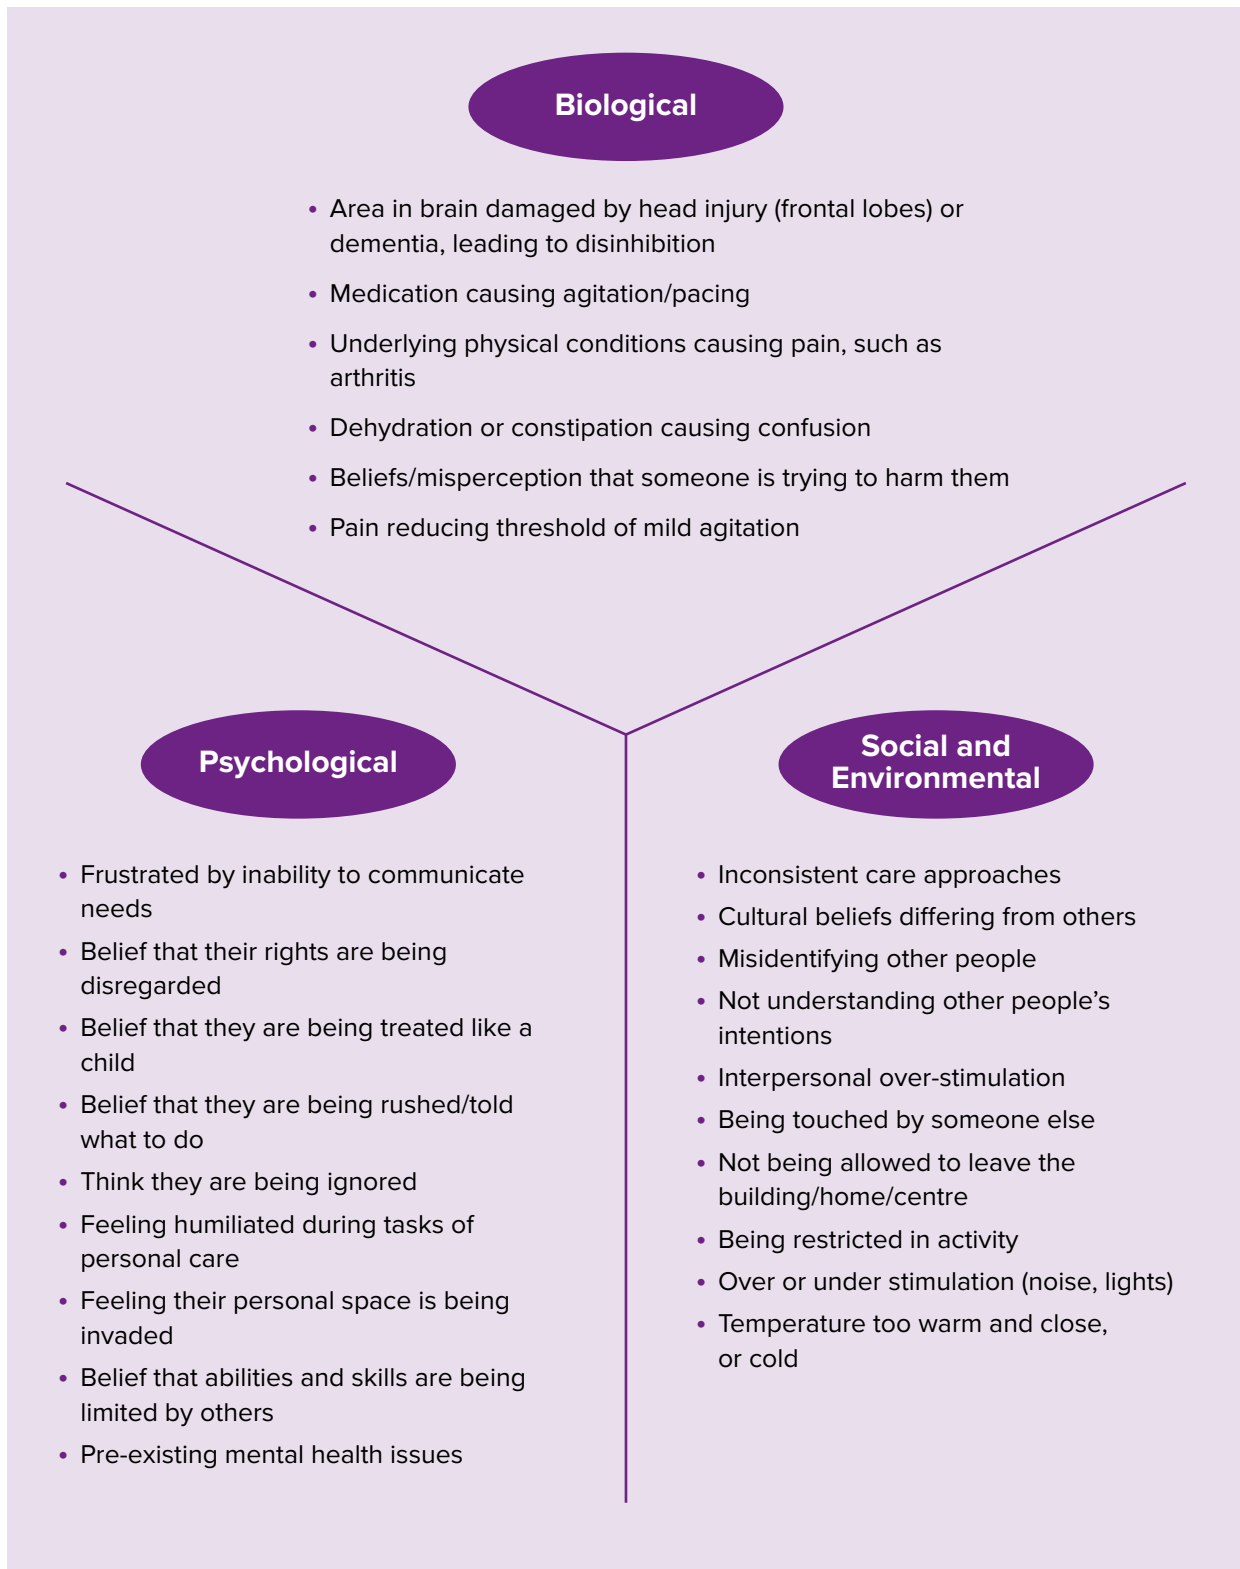 Biological
• Area in brain damaged by head injury (frontal lobes) or
dementia, leading to disinhibition
• Medication causing agitation/pacing
• Underlying physical conditions causing pain, such as
arthritis
• Dehydration or constipation causing confusion
• Beliefs/misperception that someone is trying to harm them
• Pain reducing threshold of mild agitation
Psychological
• Frustrated by inability to communicate
needs
• Belief that their rights are being
disregarded
• Belief that they are being treated like a
child
• Belief that they are being rushed/told
what to do
• Think they are being ignored
• Feeling humiliated during tasks of
personal care
• Feeling their personal space is being
invaded
• Belief that abilities and skills are being
limited by others
• Pre-existing mental health issues
Social and
Environmental
• Inconsistent care approaches
• Cultural beliefs differing from others
• Misidentifying other people
• Not understanding other people’s
intentions
• Interpersonal over-stimulation
• Being touched by someone else
• Not being allowed to leave the
building/home/centre
• Being restricted in activity
• Over or under stimulation (noise, lights)
• Temperature too warm and close,
or cold